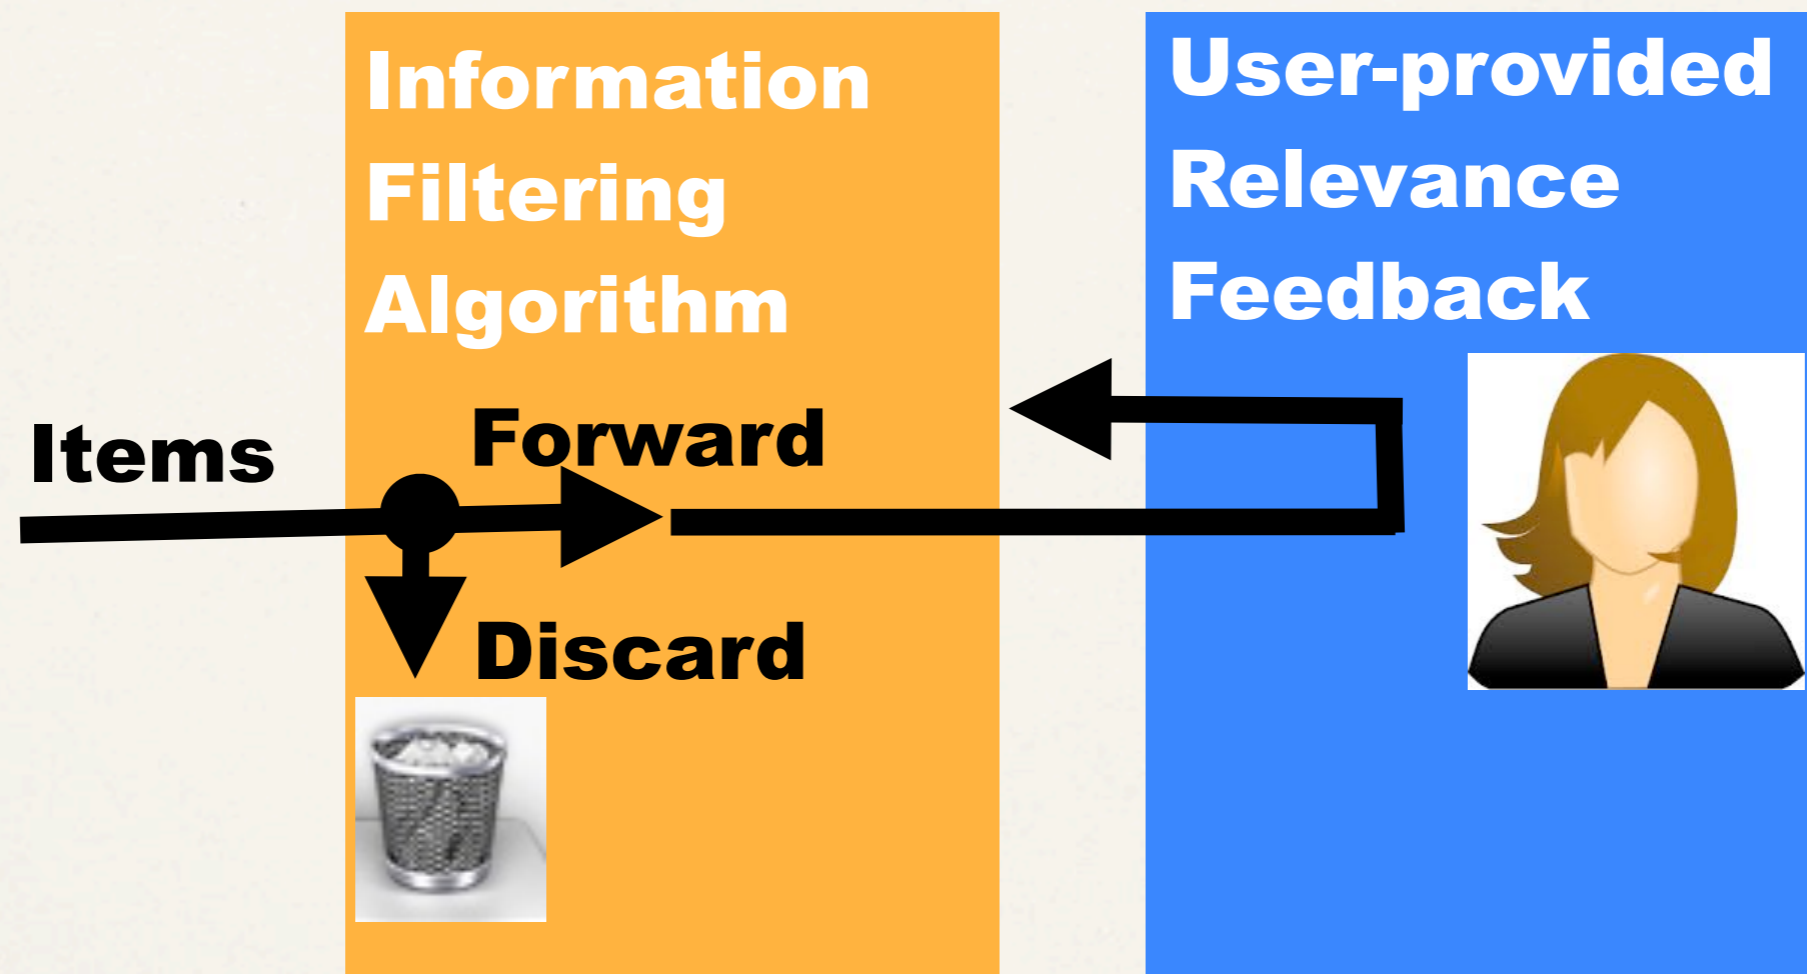 Information
Filtering
Algorithm
User-provided
Relevance
Feedback
Items
Forward
Discard